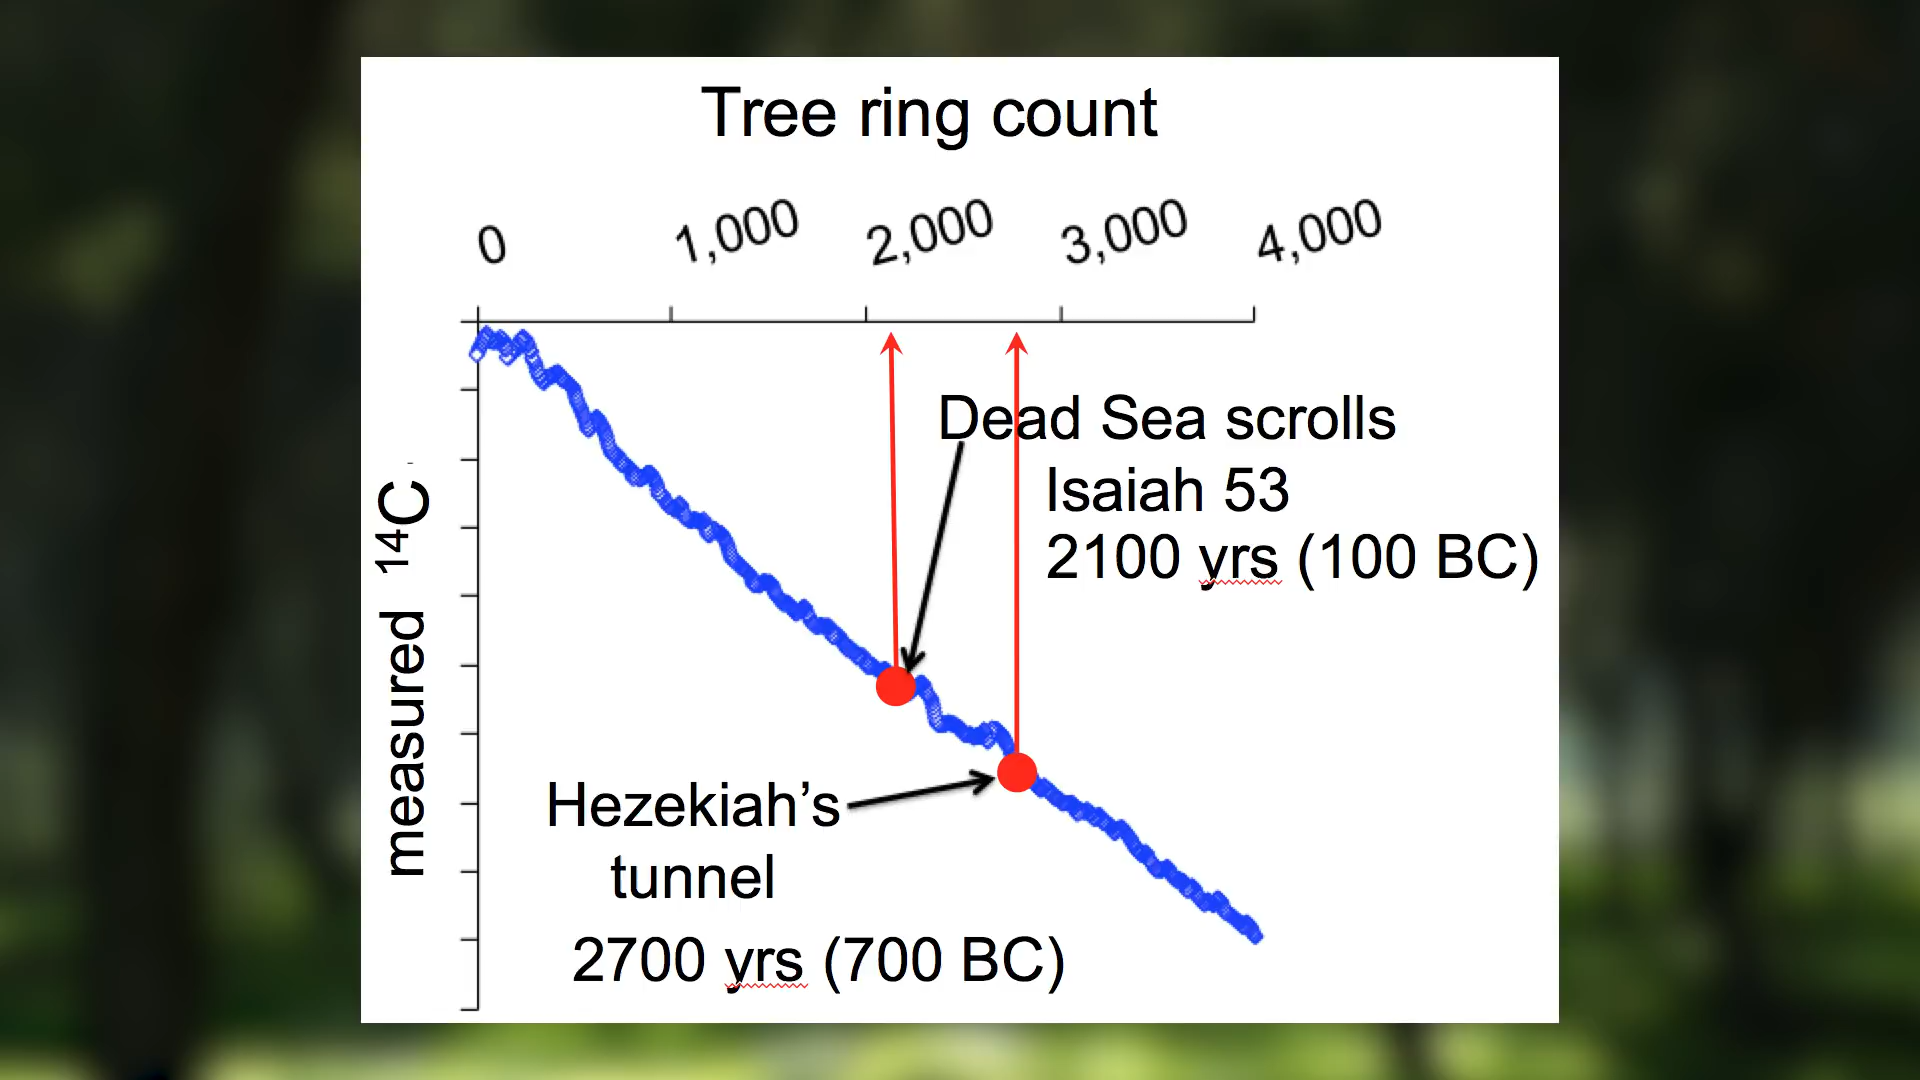 Tree ring count
0
1,000
2,000
3,000
4,000
measured ¹⁴C
Dead Sea scrolls
Isaiah 53
2100 yrs (100 BC)
Hezekiah’s
tunnel
2700 yrs (700 BC)